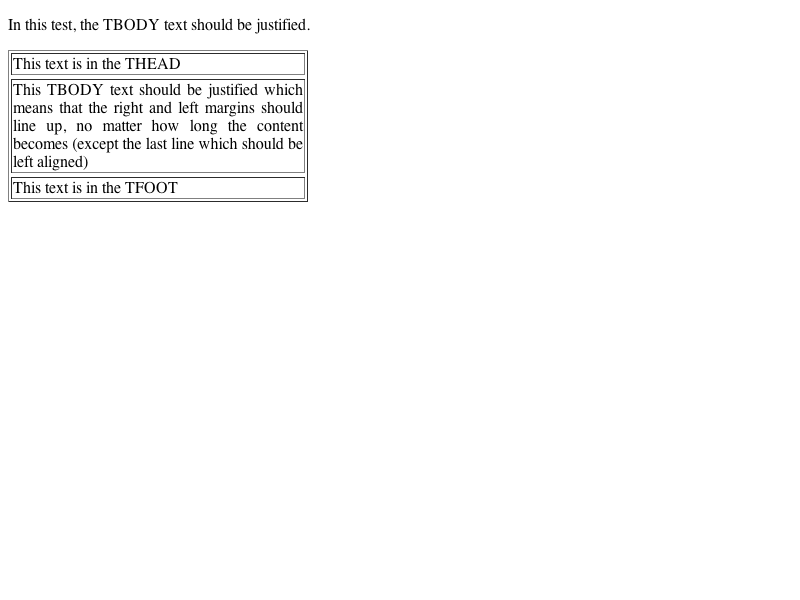 In this test, the TBODY text should be justified.
This text is in the THEAD
This TBODY text should be justified which
means that the right and left margins should
line up, no matter how long the content
becomes (except the last line which should be
left aligned)
This text is in the TFOOT